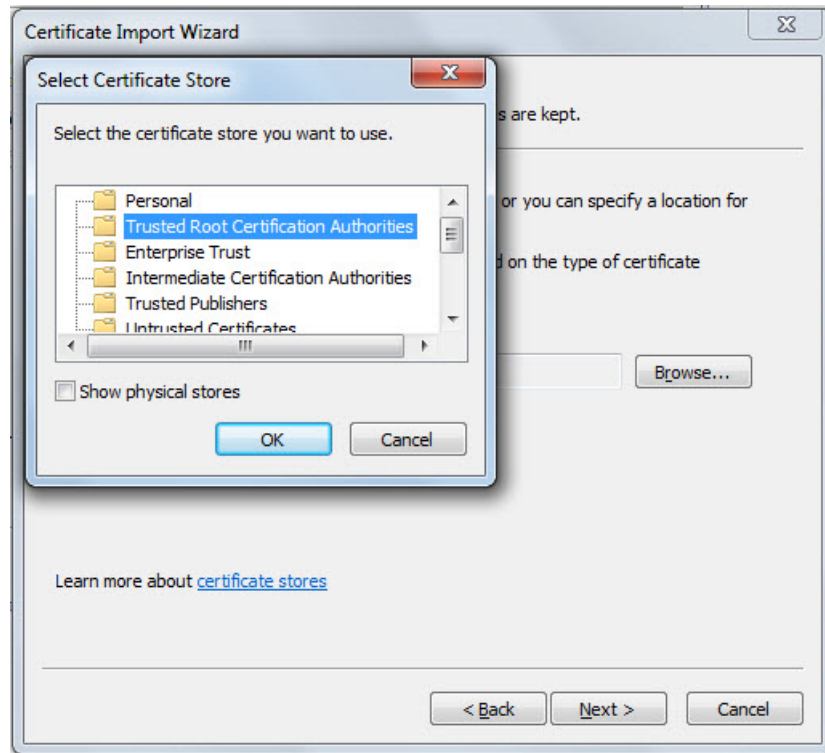 Certificate Import Wizard
Select Certificate Store
Select the certificate store you want to use.
Personal
Trusted Root Certification Authorities
Enterprise Trust
Intermediate Certification Authorities
Trusted Publishers
Untrusted Certificates
Show physical stores
OK Cancel
s are kept.
or you can specify a location for
d on the type of certificate
Browse...
Learn more about certificate stores
< Back Next > Cancel